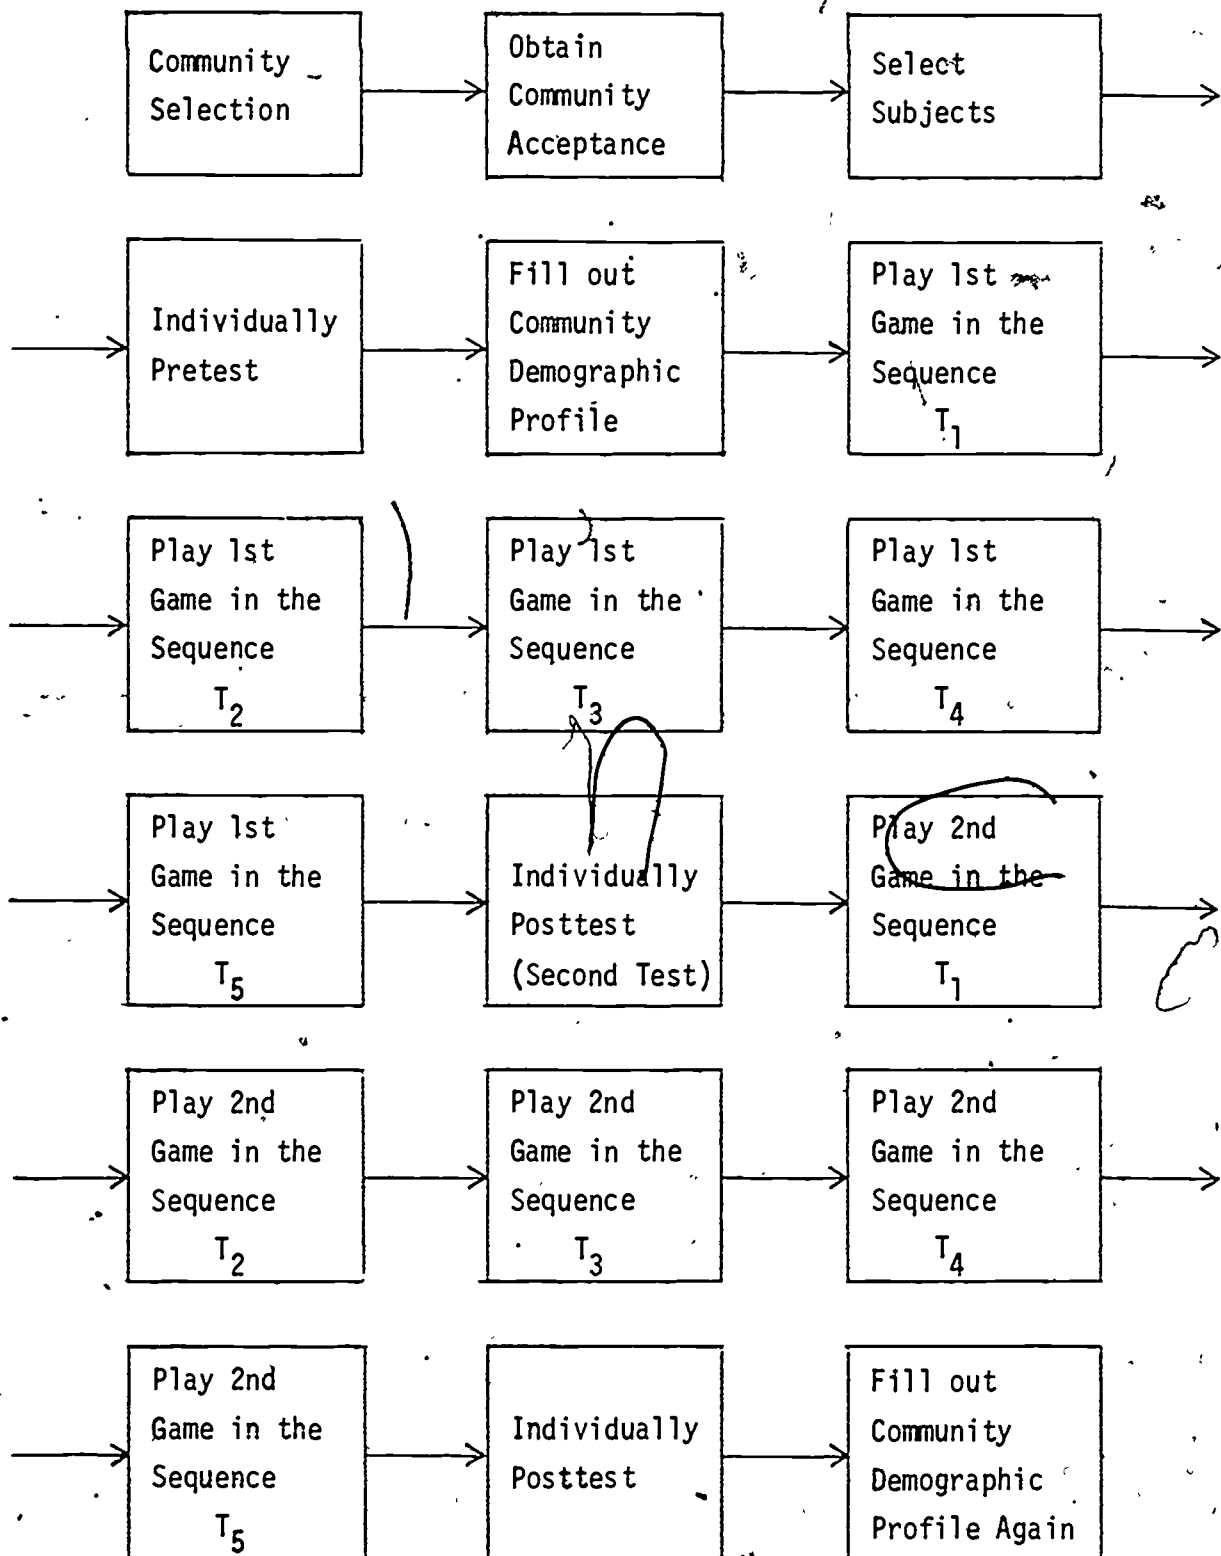 Community
Selection
Obtain
Community
Acceptance
Select
Subjects
Individually
Pretest
Fill out
Community
Demographic
Profile
Play 1st
Game in the
Sequence
T1
Play 1st
Game in the
Sequence
T2
Play 1st
Game in the
Sequence
T3
Play 1st
Game in the
Sequence
T4
Play 1st
Game in the
Sequence
T5
Individually
Posttest
(Second Test)
Play 2nd
Game in the
Sequence
T1
Play 2nd
Game in the
Sequence
T2
Play 2nd
Game in the
Sequence
T3
Play 2nd
Game in the
Sequence
T4
Play 2nd
Game in the
Sequence
T5
Individually
Posttest
Fill out
Community
Demographic
Profile Again